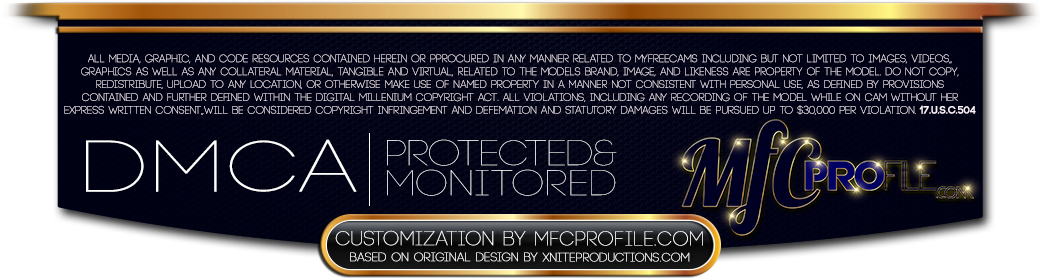 ALL MEDIA, GRAPHIC, AND CODE RESOURCES CONTAINED HEREIN OR PPROCURED IN ANY MANNER RELATED TO MYFREECAMS INCLUDING BUT NOT LIMITED TO IMAGES, VIDEOS,
GRAPHICS AS WELL AS ANY COLLATERAL MATERIAL, TANGIBLE AND VIRTUAL, RELATED TO THE MODELS BRAND, IMAGE, AND LIKENESS ARE PROPERTY OF THE MODEL. DO NOT COPY,
REDISTRIBUTE, UPLOAD TO ANY LOCATION, OR OTHERWISE MAKE USE OF NAMED PROPERTY IN A MANNER NOT CONSISTENT WITH PERSONAL USE, AS DEFINED BY PROVISIONS
CONTAINED AND FURTHER DEFINED WITHIN THE DIGITAL MILLENIUM COPYRIGHT ACT. ALL VIOLATIONS, INCLUDING ANY RECORDING OF THE MODEL WHILE ON CAM WITHOUT HER
EXPRESS WRITTEN CONSENT, WILL BE CONSIDERED COPYRIGHT INFRINGEMENT AND DEFEMATION AND STATUTORY DAMAGES WILL BE PURSUED UP TO $30,000 PER VIOLATION 17.U.S.C.504
DMCA
PROTECTED&
MONITORED
MfC PROFILE.COM
CUSTOMIZATION BY MFCPROFILE.COM
BASED ON ORIGINAL DESIGN BY XNITEPRODUCTIONS.COM